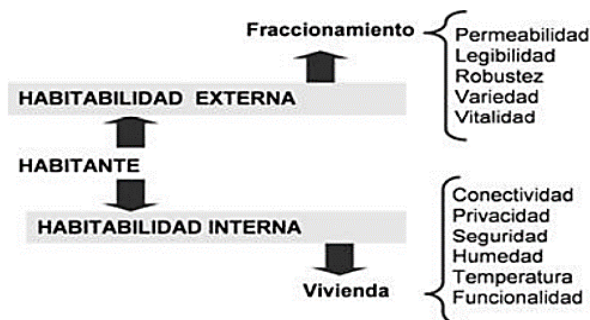 Fraccionamiento
Permeabilidad
Legibilidad
Robustez
Variedad
Vitalidad
HABITABILIDAD EXTERNA
HABITANTE
HABITABILIDAD INTERNA
Conectividad
Privacidad
Seguridad
Humedad
Temperatura
Funcionalidad
Vivienda